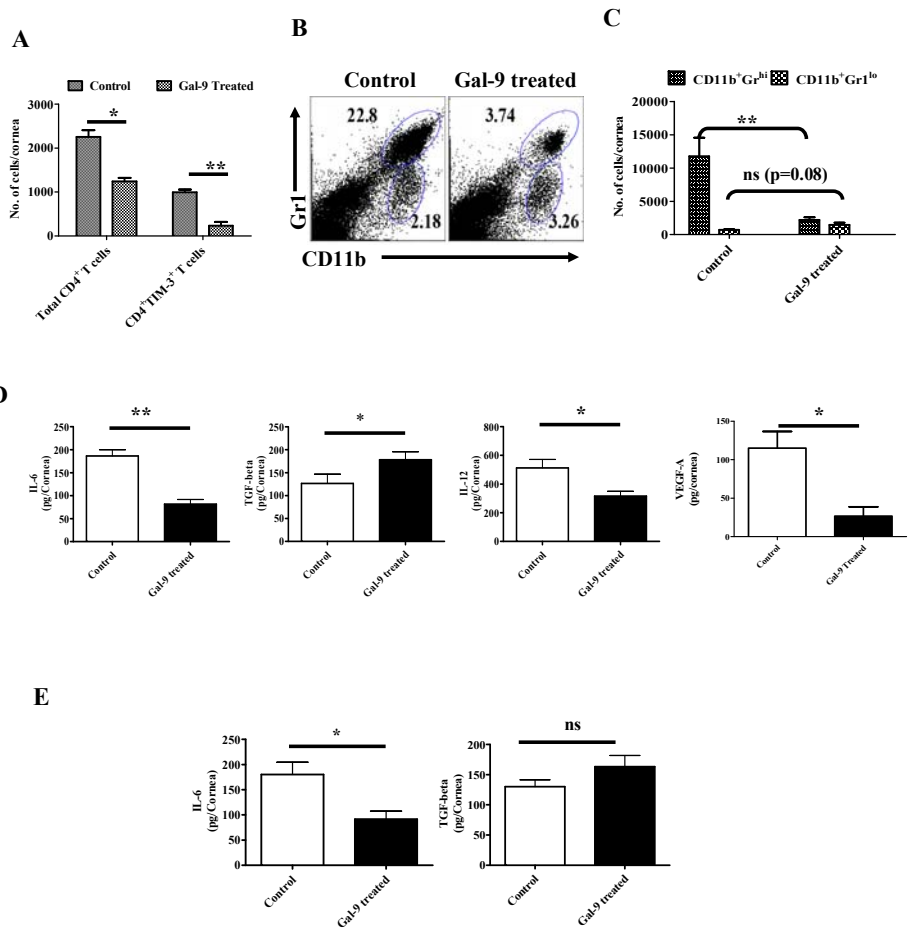 A
Control
Gal-9 Treated
3000
2000
1000
0
No. of cells/cornea
*
**
Total CD4+T cells
CD4+TIM-3+ T cells
B
Control
Gal-9 treated
22.8
2.18
3.74
3.26
Gr1
CD11b
C
CD11b+Gr^hi
CD11b+Gr1^lo
20000
15000
10000
5000
0
No. of cells/cornea
**
ns (p=0.08)
Control
Gal-9 treated
**
IL-6
(pg/Cornea)
250
200
150
100
50
0
Control
Gal-9 treated
*
TGF-beta
(pg/Cornea)
250
200
150
100
50
0
Control
Gal-9 treated
*
IL-12
(pg/Cornea)
800
600
400
200
0
Control
Gal-9 treated
*
VEGF-A
(pg/cornea)
150
100
50
0
Control
Gal-9 Treated
E
*
IL-6
(pg/Cornea)
250
200
150
100
50
0
Control
Gal-9 treated
ns
TGF-beta
(pg/Cornea)
200
150
100
50
0
Control
Gal-9 treated